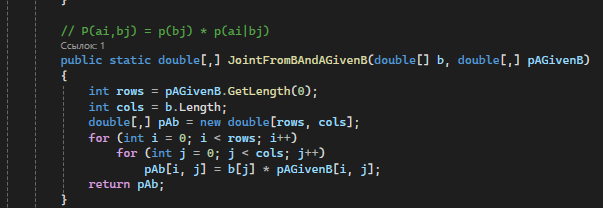 }
// P(ai,bj) = p(bj) * p(ai|bj)
Ссылок: 1
public static double[,] JointFromBAndAGivenB(double[] b, double[,] pAGivenB)
{
int rows = pAGivenB.GetLength(0);
int cols = b.Length;
double[,] pAb = new double[rows, cols];
for (int i = 0; i < rows; i++)
for (int j = 0; j < cols; j++)
pAb[i, j] = b[j] * pAGivenB[i, j];
return pAb;
}